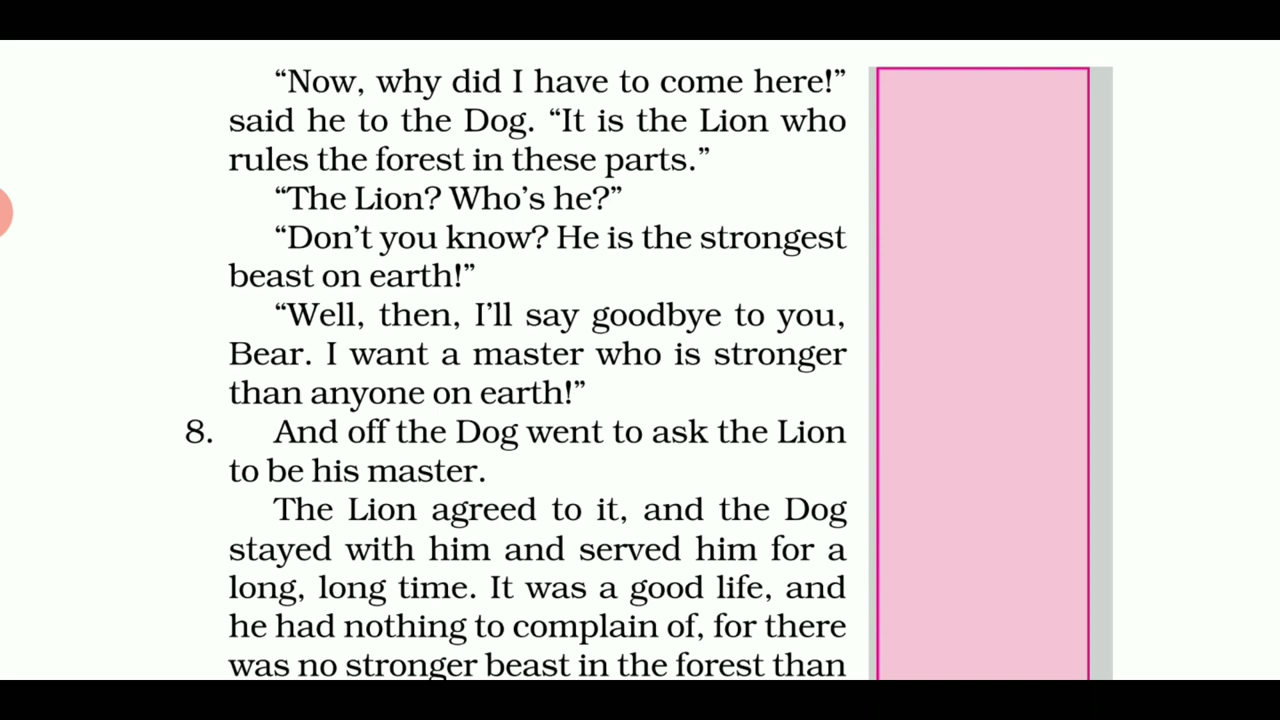 “Now, why did I have to come here!”
said he to the Dog. “It is the Lion who
rules the forest in these parts.”
“The Lion? Who’s he?”
“Don’t you know? He is the strongest
beast on earth!”
“Well, then, I’ll say goodbye to you,
Bear. I want a master who is stronger
than anyone on earth!”
8. And off the Dog went to ask the Lion
to be his master.
The Lion agreed to it, and the Dog
stayed with him and served him for a
long, long time. It was a good life, and
he had nothing to complain of, for there
was no stronger beast in the forest than